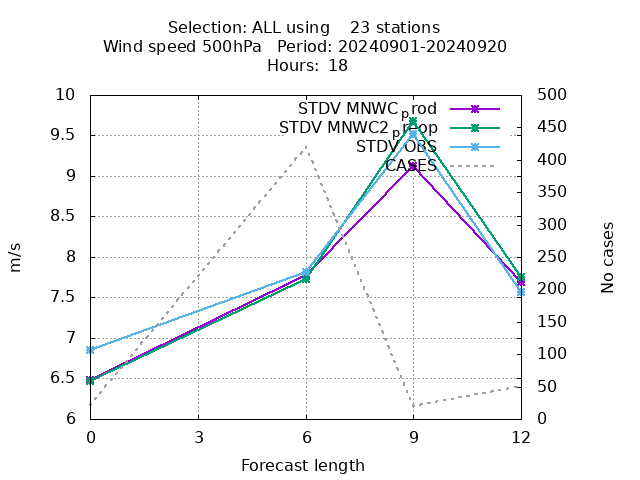 Selection: ALL using    23 stations
Wind speed 500hPa   Period: 20240901-20240920
Hours:  18
STDV MNWC_prod
STDV MNWC2_pr-op
STDV OBS
CASES
m/s
10
9.5
9
8.5
8
7.5
7
6.5
6
500
450
400
350
300
250
200
150
100
50
0
No cases
0 3 6 9 12
Forecast length